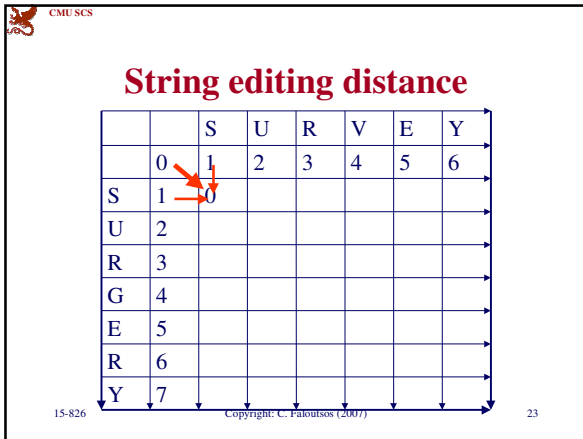 CMU SCS
String editing distance
S U R V E Y
0 1 2 3 4 5 6
S 1 0
U 2
R 3
G 4
E 5
R 6
Y 7
15-826 Copyright: C. Faloutsos (2007) 23